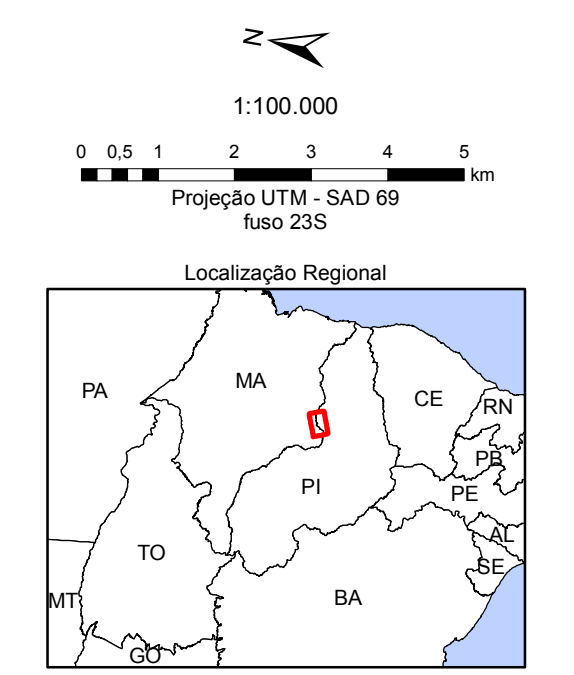 N
1:100.000
0 0,5 1 2 3 4 5
km
Projeção UTM - SAD 69
fuso 23S
Localização Regional
PA
MA
CE
RN
PB
PE
PI
AL
SE
TO
BA
MT
GO